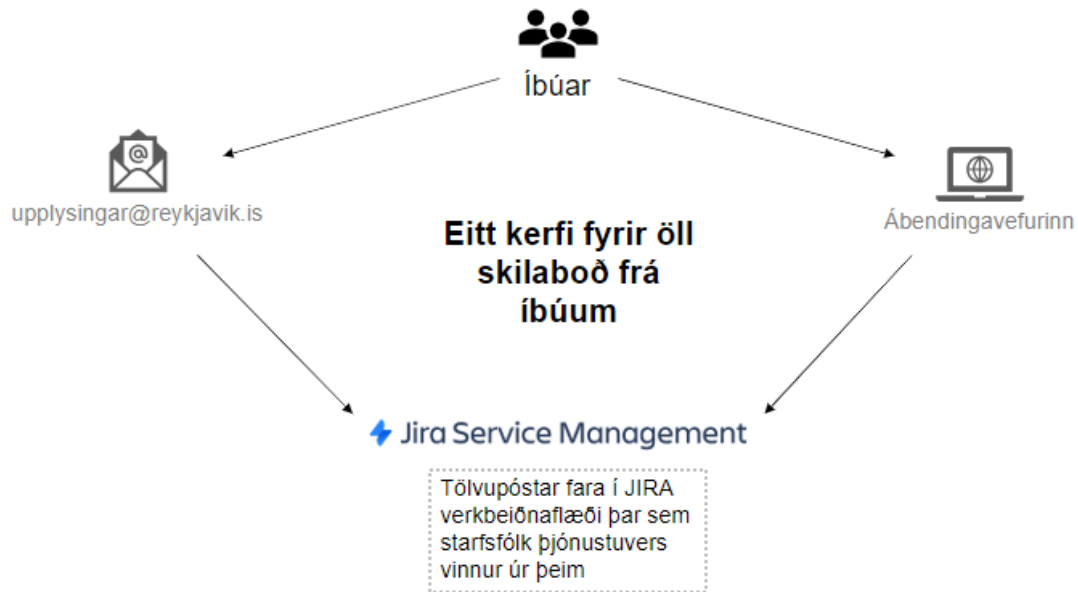 Íbúar
upplysingar@reykjavik.is
Ábendingavefurinn
Eitt kerfi fyrir öll
skilaboð frá
íbúum
Jira Service Management
Tölvupóstar fara í JIRA
verkbeiðnaflæði þar sem
starfsfólk þjónustuvers
vinnur úr þeim